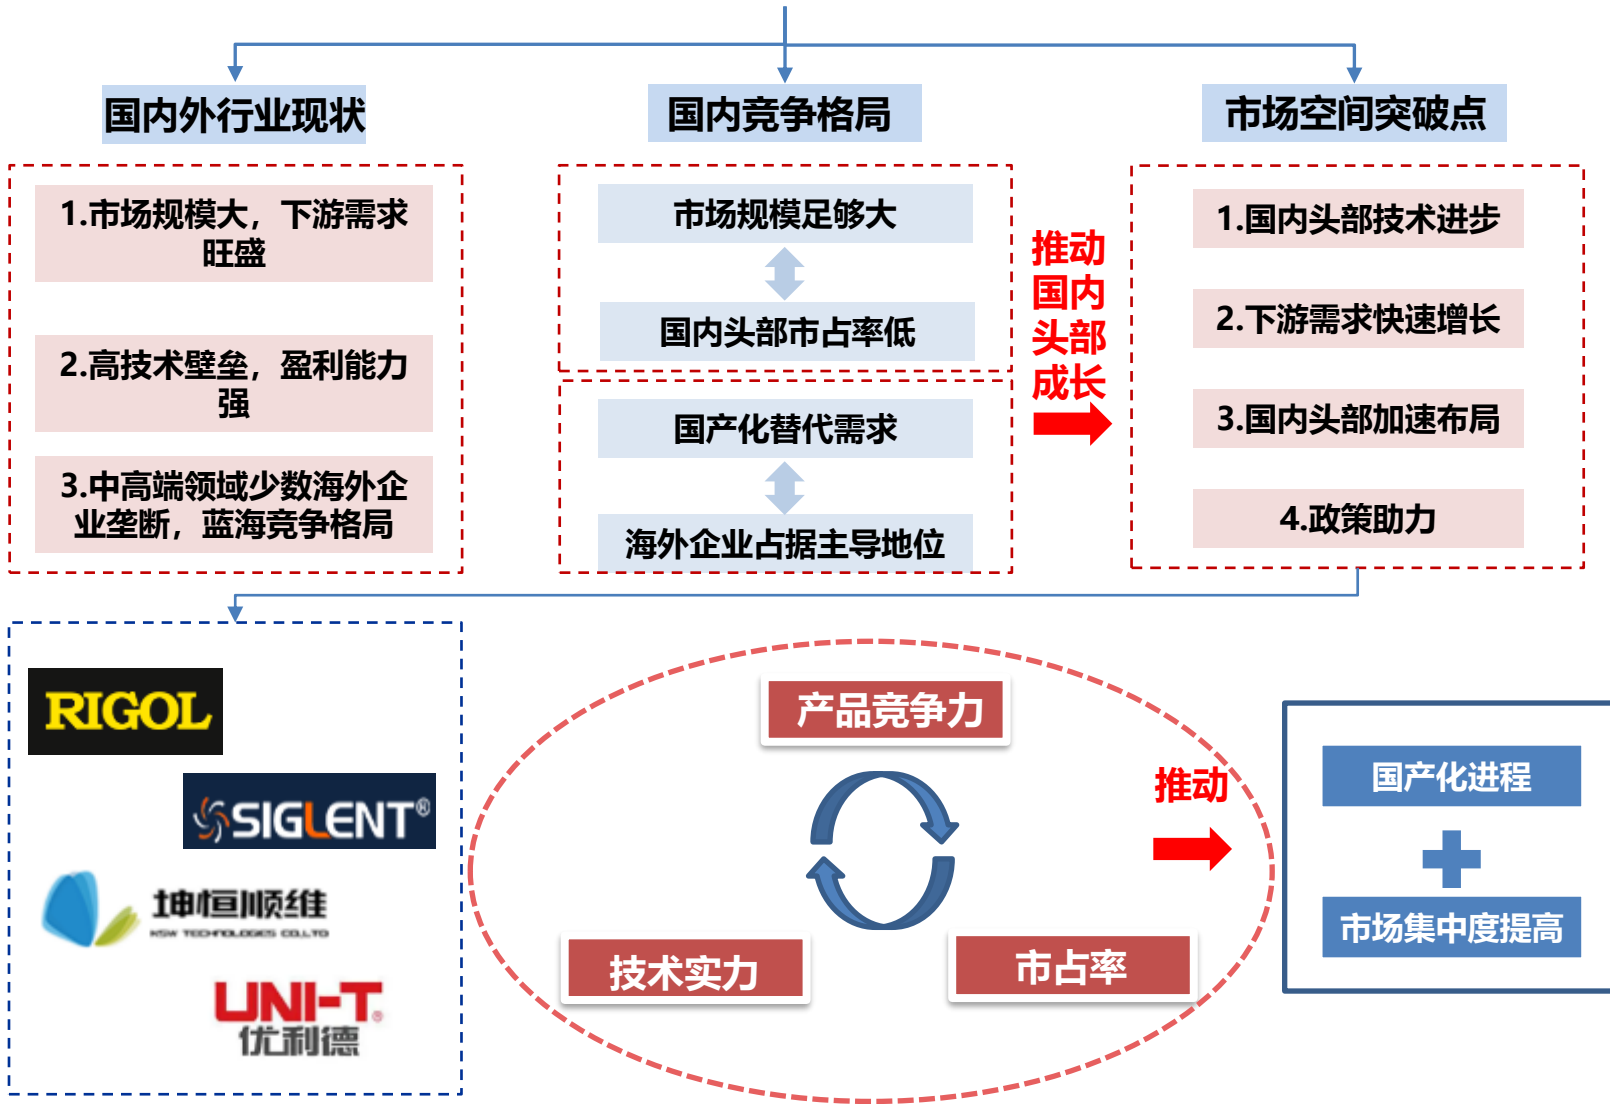 国内外行业现状
国内竞争格局
市场空间突破点
1.市场规模大，下游需求
旺盛
2.高技术壁垒，盈利能力
强
3.中高端领域少数海外企
业垄断，蓝海竞争格局
市场规模足够大
国内头部市占率低
国产化替代需求
海外企业占据主导地位
推动
国内
头部
成长
1.国内头部技术进步
2.下游需求快速增长
3.国内头部加速布局
4.政策助力
RIGOL
SIGLENT®
坤恒顺维
KSW TECHNOLOGIES CO.,LTD
UNI-T®
优利德
产品竞争力
技术实力
市占率
推动
国产化进程
市场集中度提高